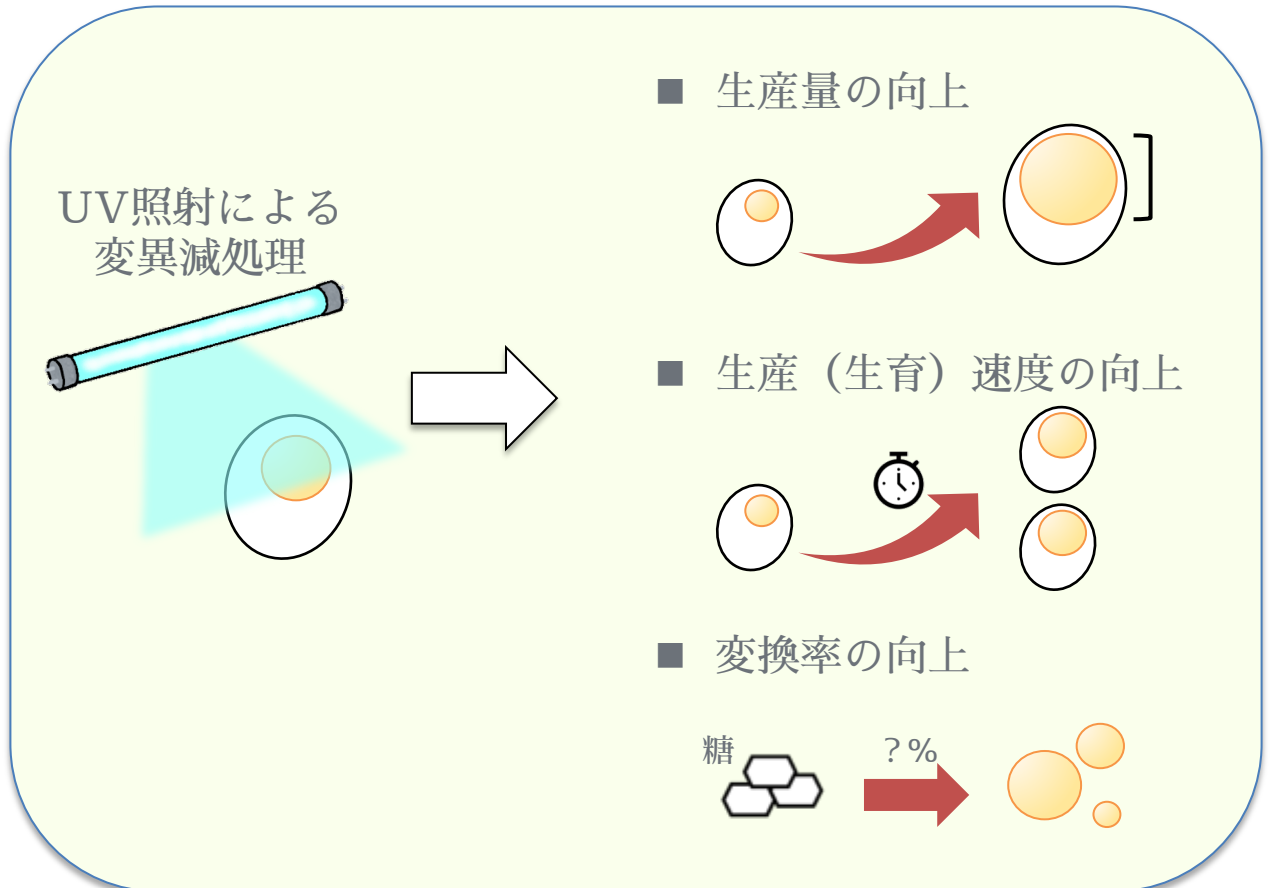 UV照射による
変異減処理
■ 生産量の向上
■ 生産（生育）速度の向上
■ 変換率の向上
糖
？%